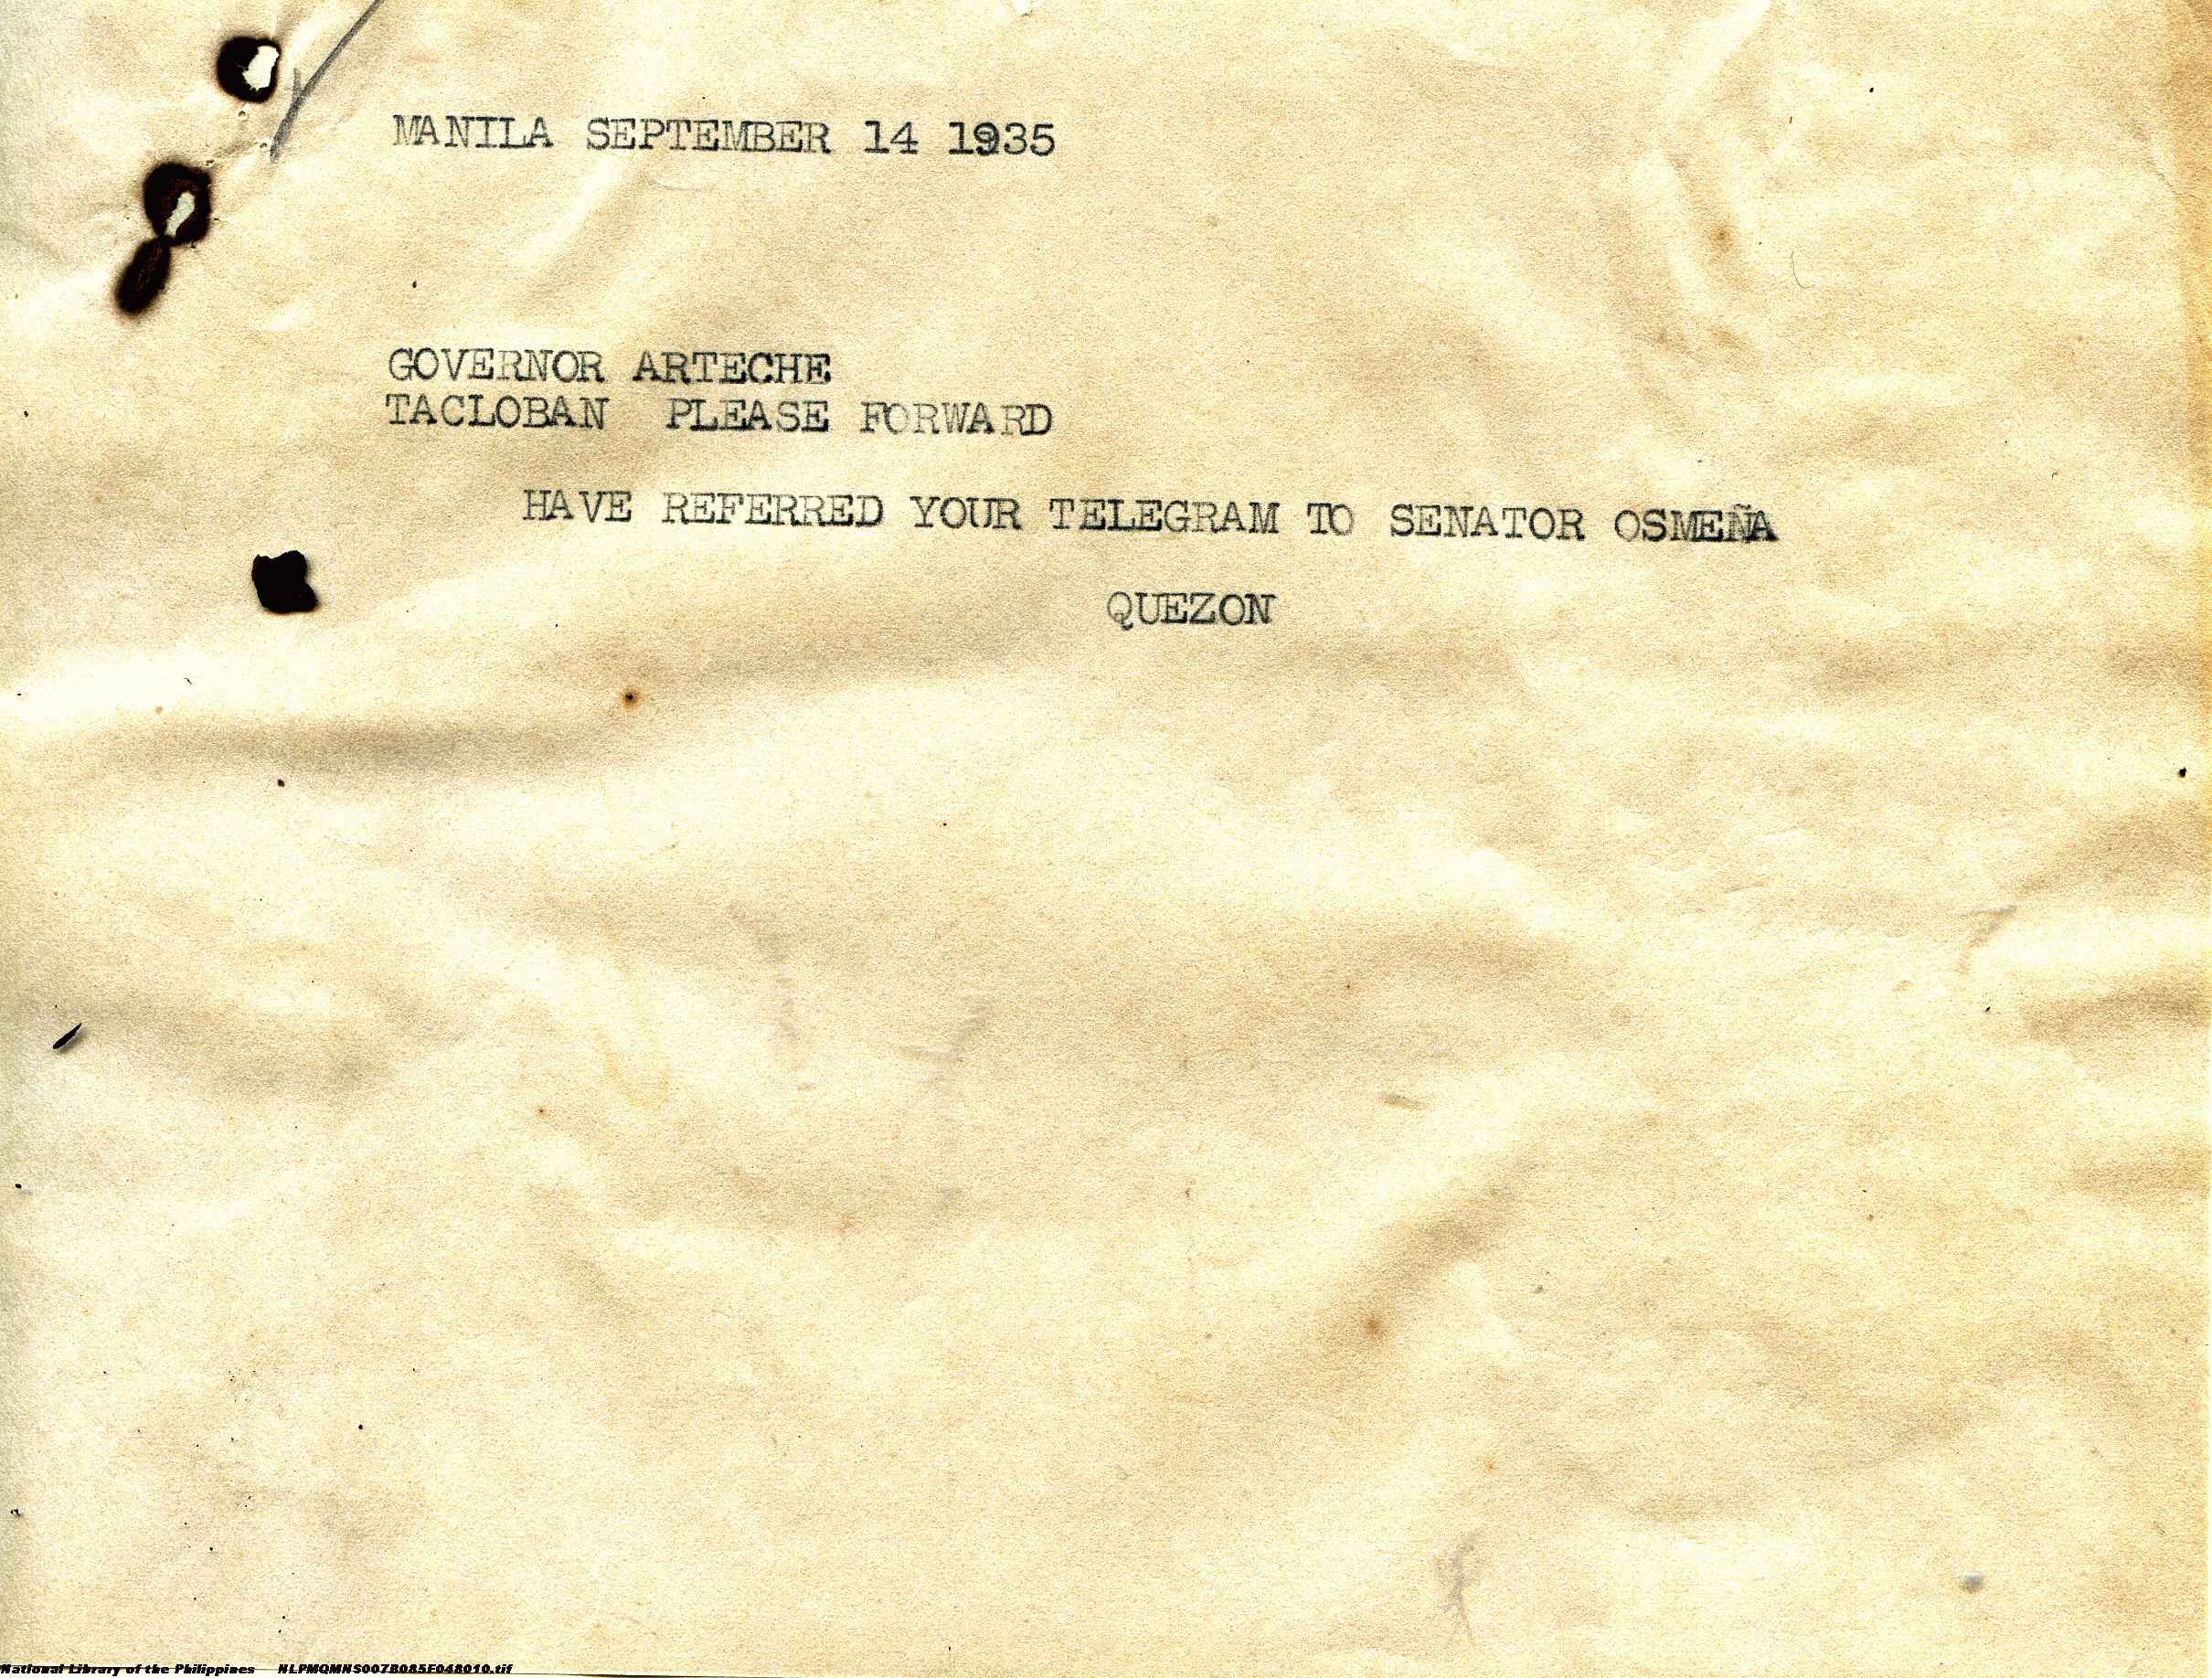 MANILA SEPTEMBER 14 1935
GOVERNOR ARTECHE
TACLOBAN PLEASE FORWARD
HAVE REFERRED YOUR TELEGRAM TO SENATOR OSMEÑA
QUEZON
National Library of the Philippines NLPMQMNS007B085F048010.tif